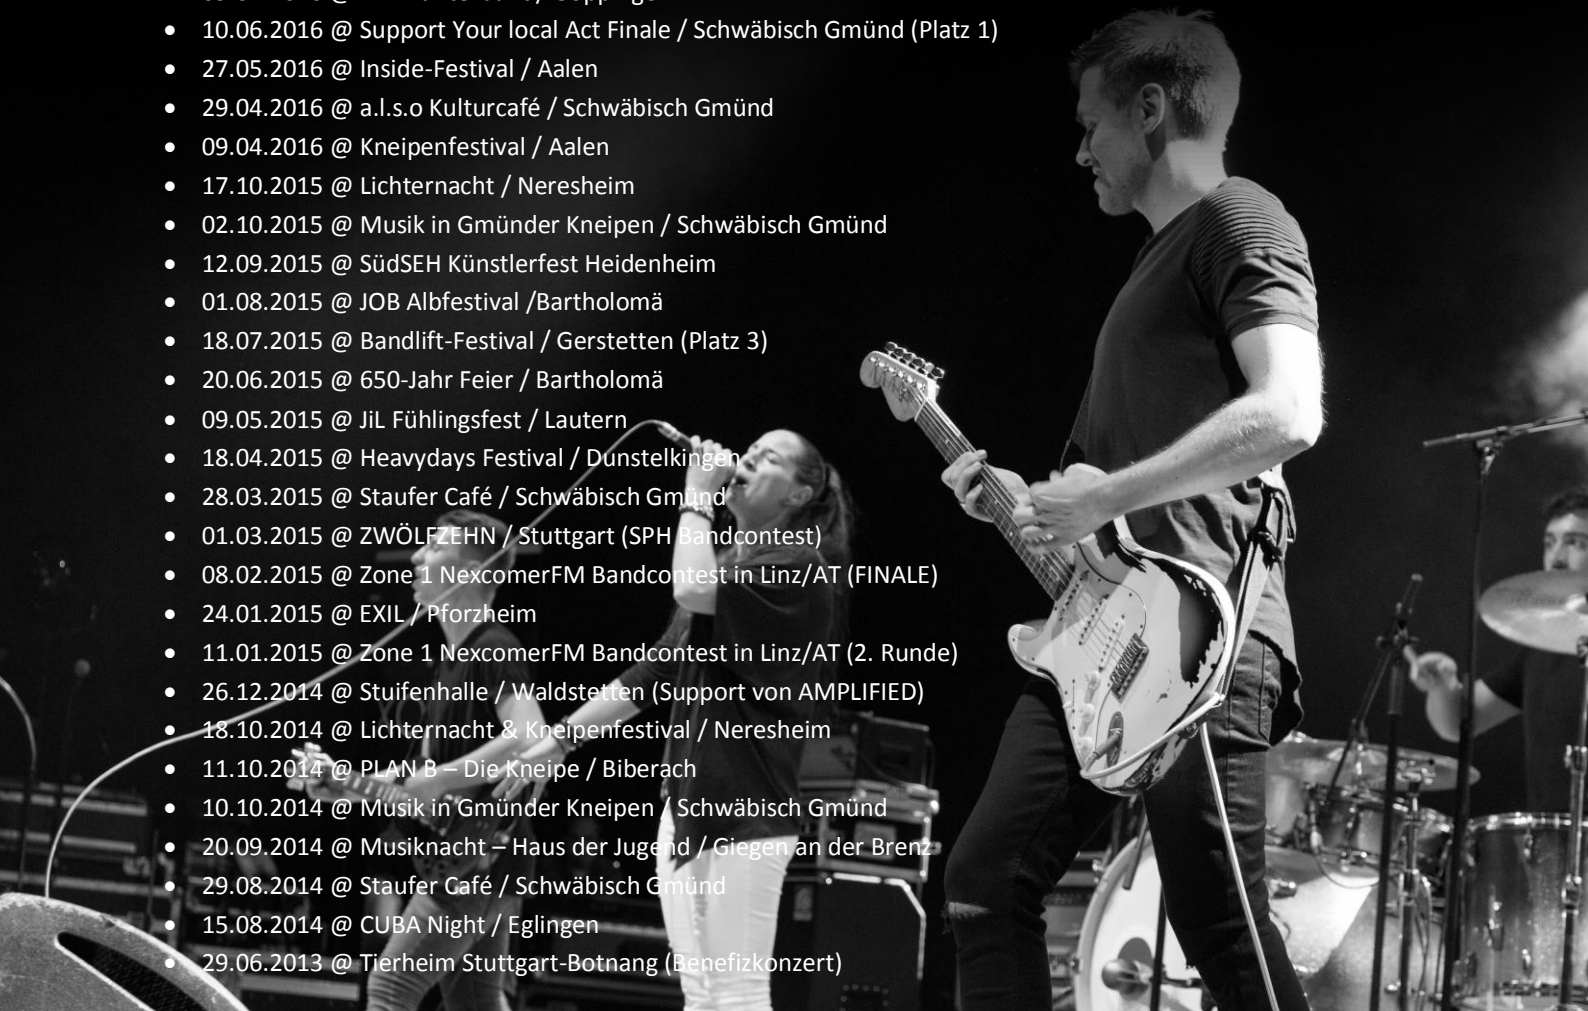 • 10.06.2016 @ Support Your local Act Finale / Schwäbisch Gmünd (Platz 1)
• 27.05.2016 @ Inside-Festival / Aalen
• 29.04.2016 @ a.l.s.o Kulturcafé / Schwäbisch Gmünd
• 09.04.2016 @ Kneipenfestival / Aalen
• 17.10.2015 @ Lichternacht / Neresheim
• 02.10.2015 @ Musik in Gmünder Kneipen / Schwäbisch Gmünd
• 12.09.2015 @ SüdSEH Künstlerfest Heidenheim
• 01.08.2015 @ JOB Albfestival /Bartholomä
• 18.07.2015 @ Bandlift-Festival / Gerstetten (Platz 3)
• 20.06.2015 @ 650-Jahr Feier / Bartholomä
• 09.05.2015 @ JiL Fühlingsfest / Lautern
• 18.04.2015 @ Heavydays Festival / Dunstelkingen
• 28.03.2015 @ Staufer Café / Schwäbisch Gmünd
• 01.03.2015 @ ZWÖLFZEHN / Stuttgart (SPH Bandcontest)
• 08.02.2015 @ Zone 1 NexcomerFM Bandcontest in Linz/AT (FINALE)
• 24.01.2015 @ EXIL / Pforzheim
• 11.01.2015 @ Zone 1 NexcomerFM Bandcontest in Linz/AT (2. Runde)
• 26.12.2014 @ Stuifenhalle / Waldstetten (Support von AMPLIFIED)
• 18.10.2014 @ Lichternacht & Kneipenfestival / Neresheim
• 11.10.2014 @ PLAN B – Die Kneipe / Biberach
• 10.10.2014 @ Musik in Gmünder Kneipen / Schwäbisch Gmünd
• 20.09.2014 @ Musiknacht – Haus der Jugend / Giegen an der Brenz
• 29.08.2014 @ Staufer Café / Schwäbisch Gmünd
• 15.08.2014 @ CUBA Night / Eglingen
• 29.06.2013 @ Tierheim Stuttgart-Botnang (Benefizkonzert)